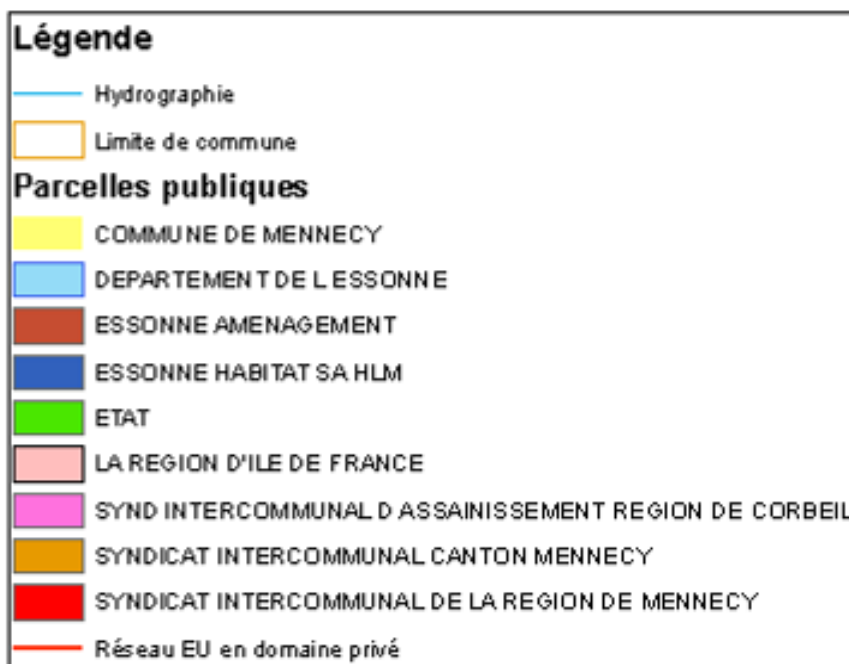 Légende
Hydrographie
Limite de commune
Parcelles publiques
COMMUNE DE MENNECY
DEPARTEMENT DE L ESSONNE
ESSONNE AMENAGEMENT
ESSONNE HABITAT SA HLM
ETAT
LA REGION D'ILE DE FRANCE
SYND INTERCOMMUNAL D ASSAINISSEMENT REGION DE CORBEIL
SYNDICAT INTERCOMMUNAL CANTON MENNECY
SYNDICAT INTERCOMMUNAL DE LA REGION DE MENNECY
Réseau EU en domaine privé